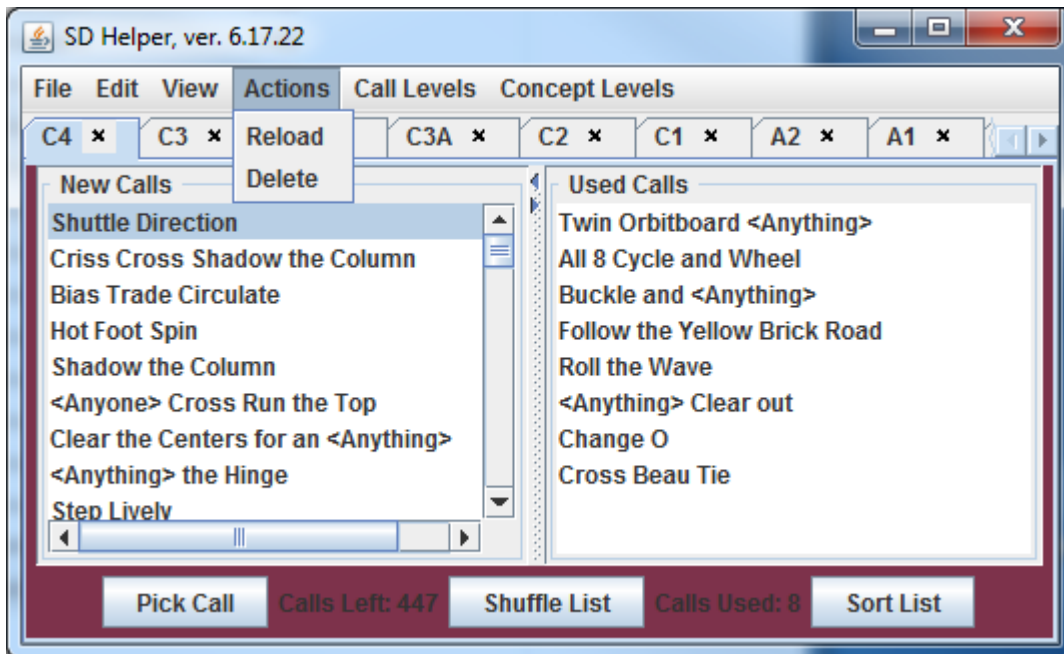 SD Helper, ver. 6.17.22
File Edit View Actions Call Levels Concept Levels
C4 C3 C3A C2 C1 A2 A1
Reload
Delete
New Calls
Shuttle Direction
Criss Cross Shadow the Column
Bias Trade Circulate
Hot Foot Spin
Shadow the Column
<Anyone> Cross Run the Top
Clear the Centers for an <Anything>
<Anything> the Hinge
Step Lively
Used Calls
Twin Orbitboard <Anything>
All 8 Cycle and Wheel
Buckle and <Anything>
Follow the Yellow Brick Road
Roll the Wave
<Anything> Clear out
Change O
Cross Beau Tie
Pick Call Calls Left: 447 Shuffle List Calls Used: 8 Sort List